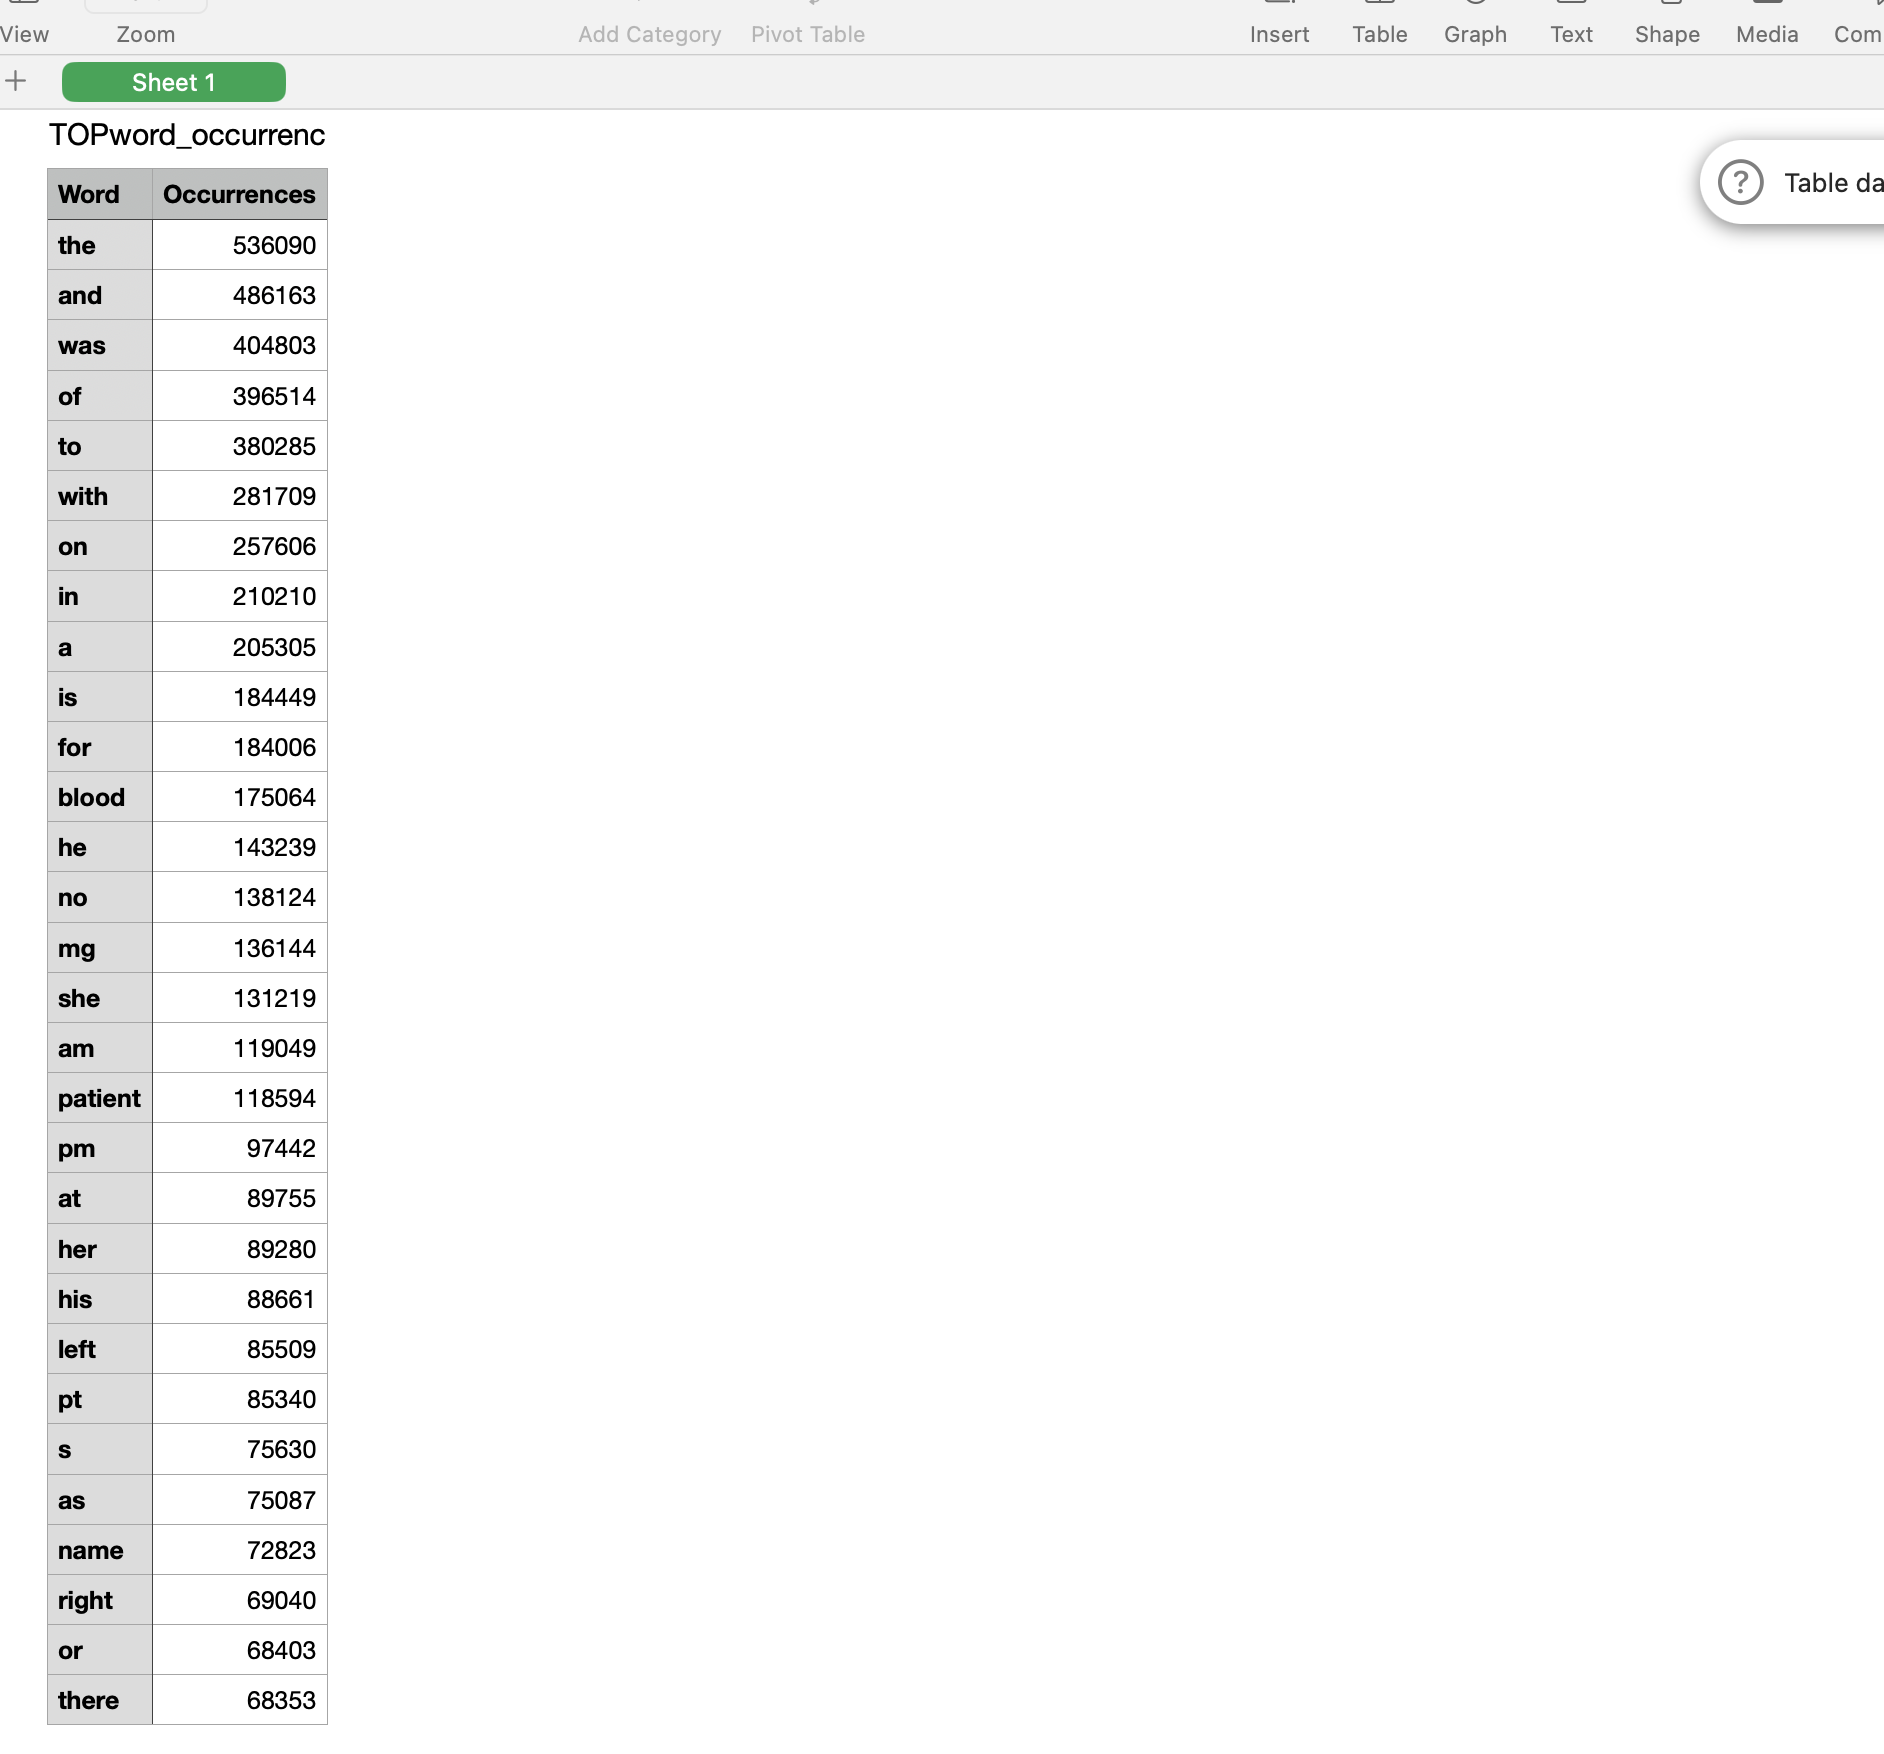 View Zoom Add Category Pivot Table Insert Table Graph Text Shape Media
Sheet 1
TOPword_occurrenc
Table
Word Occurrences
the 536090
and 486163
was 404803
of 396514
to 380285
with 281709
on 257606
in 210210
a 205305
is 184449
for 184006
blood 175064
he 143239
no 138124
mg 136144
she 131219
am 119049
patient 118594
pm 97442
at 89755
her 89280
his 88661
left 85509
pt 85340
s 75630
as 75087
name 72823
right 69040
or 68403
there 68353